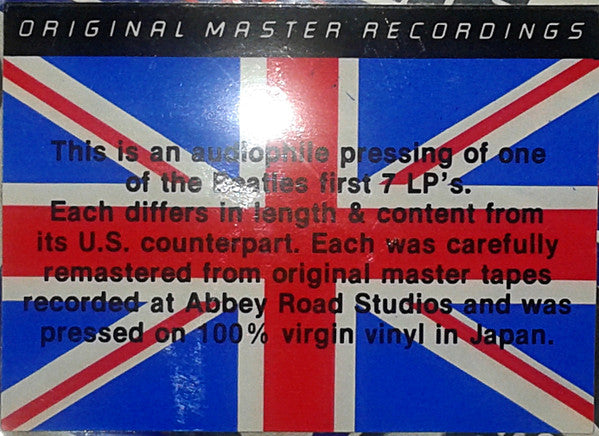 ORIGINAL MASTER RECORDINGS
This is an audiophile pressing of one
of the Beatles first 7 LP's.
Each differs in length & content from
its U.S. counterpart. Each was carefully
remastered from original master tapes
recorded at Abbey Road Studios and was
pressed on 100% virgin vinyl in Japan.